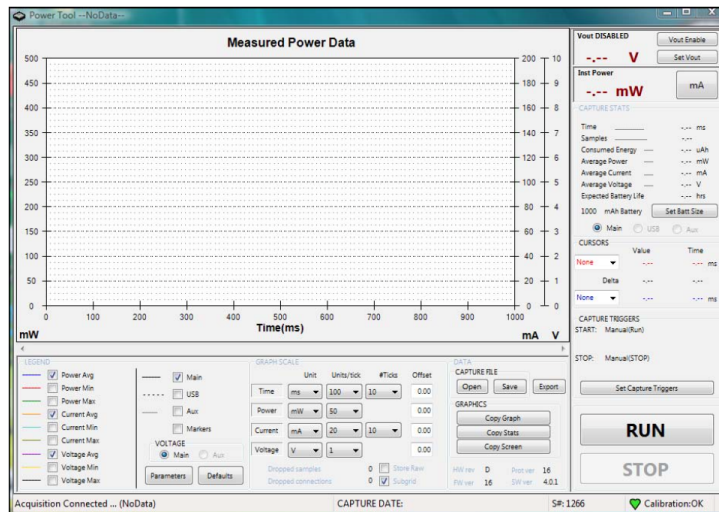 Power Tool --NoData--
Measured Power Data
500 200 10
450 180 9
400 160 8
350 140 7
300 120 6
250 100 5
200 80 4
150 60 3
100 40 2
50 20 1
0 0 0
0 100 200 300 400 500 600 700 800 900 1000
mW Time(ms) mA V
Vout DISABLED Vout Enable
-.-- V Set Vout
Inst Power
-.-- mW mA
CAPTURE STATS
Time -.-- ms
Samples -.--
Consumed Energy -.-- uAh
Average Power -.-- mW
Average Current -.-- mA
Average Voltage -.-- V
Expected Battery Life -.-- hrs
1000 mAh Battery Set Batt Size
Main USB Aux
CURSORS
Value Time
None -.-- -.-- ms
Delta -.-- -.--
None -.-- -.-- ms
CAPTURE TRIGGERS
START: Manual(Run)
STOP: Manual(STOP)
Set Capture Triggers
RUN
STOP
LEGEND
Power Avg
Power Min
Power Max
Current Avg
Current Min
Current Max
Voltage Avg
Voltage Min
Voltage Max
Main
USB
Aux
Markers
VOLTAGE
Main Aux
Parameters Defaults
GRAPH SCALE
Unit Units/tick #Ticks Offset
Time ms 100 10 0.00
Power mW 50 0.00
Current mA 20 10 0.00
Voltage V 1 0.00
Dropped samples 0 Store Raw
Dropped connections 0 Subgrid
DATA
CAPTURE FILE
Open Save Export
GRAPHICS
Copy Graph
Copy Stats
Copy Screen
HW rev D Prot ver 16
FW ver 16 SW ver 4.0.1
Acquisition Connected ... (NoData) CAPTURE DATE: S#: 1266 Calibration:OK